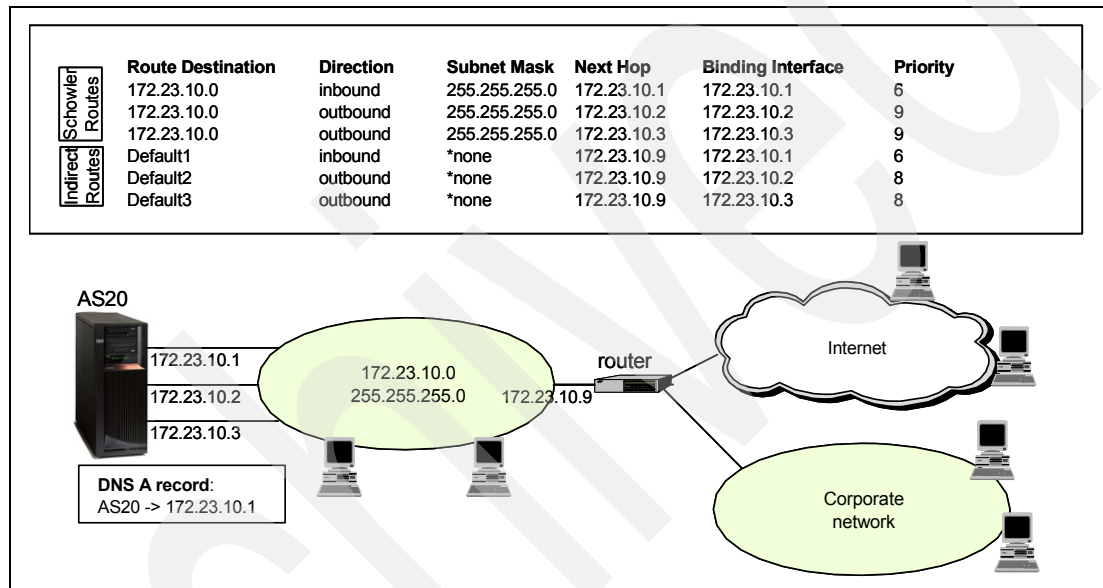 Route Destination Direction Subnet Mask Next Hop Binding Interface Priority
Schowler Routes
172.23.10.0 inbound 255.255.255.0 172.23.10.1 172.23.10.1 6
172.23.10.0 outbound 255.255.255.0 172.23.10.2 172.23.10.2 9
172.23.10.0 outbound 255.255.255.0 172.23.10.3 172.23.10.3 9
Indirect Routes
Default1 inbound *none 172.23.10.9 172.23.10.1 6
Default2 outbound *none 172.23.10.9 172.23.10.2 8
Default3 outbound *none 172.23.10.9 172.23.10.3 8
AS20
172.23.10.1
172.23.10.2
172.23.10.3
172.23.10.0
255.255.255.0
172.23.10.9
router
Internet
DNS A record:
AS20 -> 172.23.10.1
Corporate
network